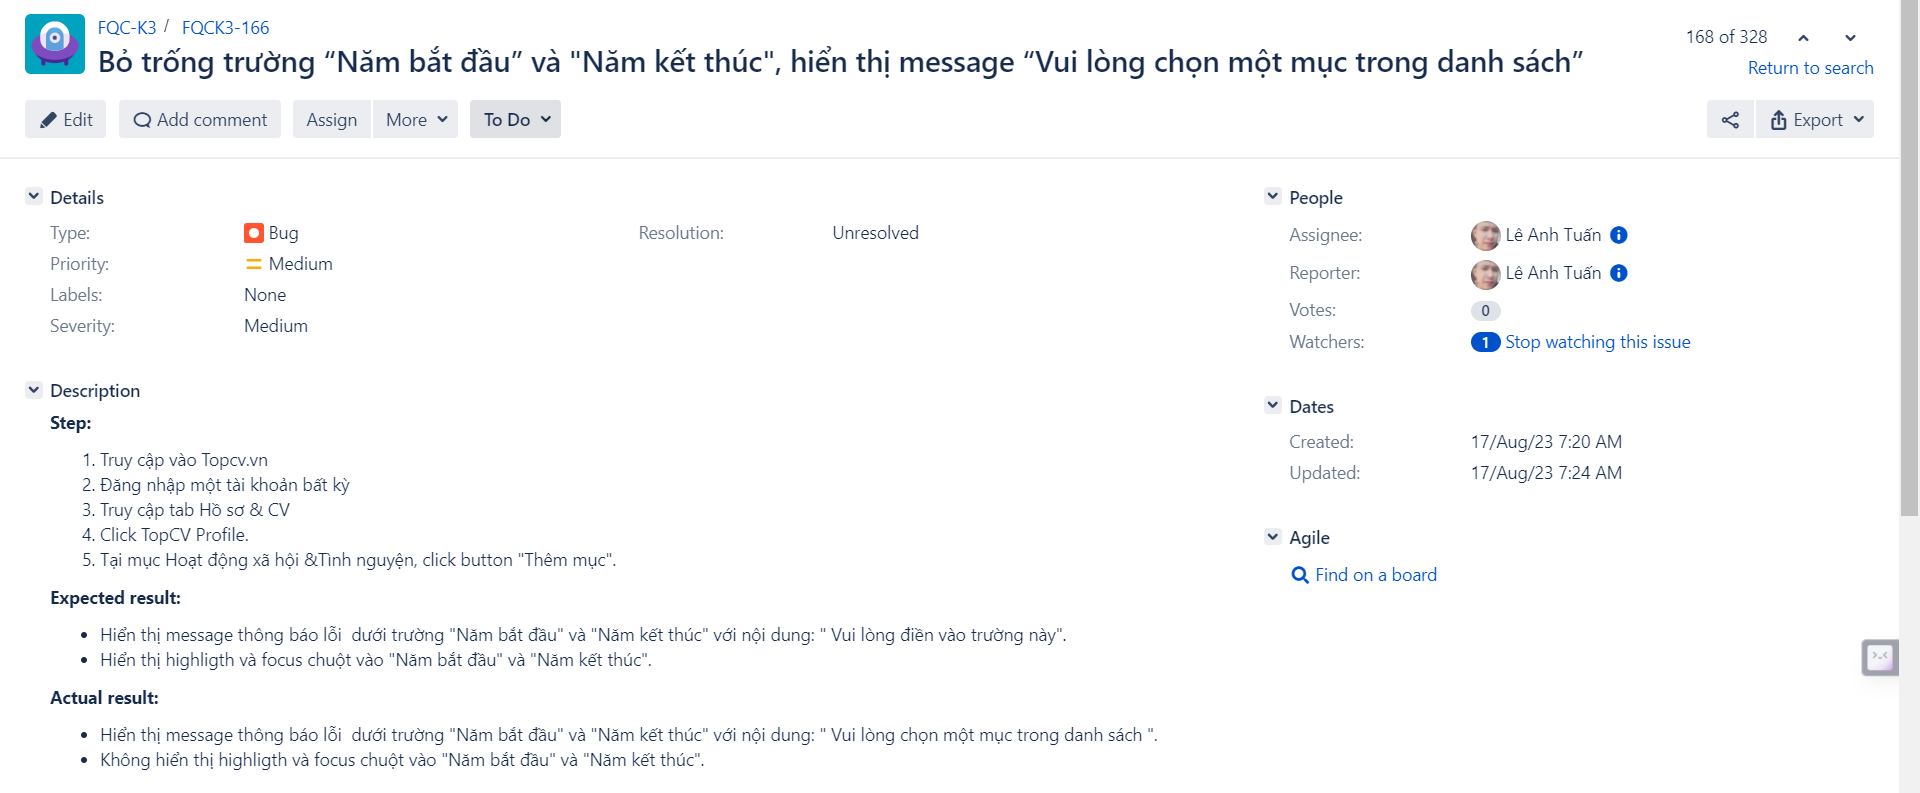 FQC-K3 / FQCK3-166
168 of 328
Bỏ trống trường “Năm bắt đầu” và "Năm kết thúc", hiển thị message “Vui lòng chọn một mục trong danh sách”
Return to search
Edit Add comment Assign More To Do Export
Details
Type: Bug Resolution: Unresolved
Priority: Medium
Labels: None
Severity: Medium
Description
Step:
1. Truy cập vào Topcv.vn
2. Đăng nhập một tài khoản bất kỳ
3. Truy cập tab Hồ sơ & CV
4. Click TopCV Profile.
5. Tại mục Hoạt động xã hội &Tình nguyện, click button "Thêm mục".
Expected result:
• Hiển thị message thông báo lỗi  dưới trường "Năm bắt đầu" và "Năm kết thúc" với nội dung: " Vui lòng điền vào trường này".
• Hiển thị highligth và focus chuột vào "Năm bắt đầu" và "Năm kết thúc".
Actual result:
• Hiển thị message thông báo lỗi  dưới trường "Năm bắt đầu" và "Năm kết thúc" với nội dung: " Vui lòng chọn một mục trong danh sách ".
• Không hiển thị highligth và focus chuột vào "Năm bắt đầu" và "Năm kết thúc".
People
Assignee: Lê Anh Tuấn
Reporter: Lê Anh Tuấn
Votes: 0
Watchers: 1 Stop watching this issue
Dates
Created: 17/Aug/23 7:20 AM
Updated: 17/Aug/23 7:24 AM
Agile
Find on a board